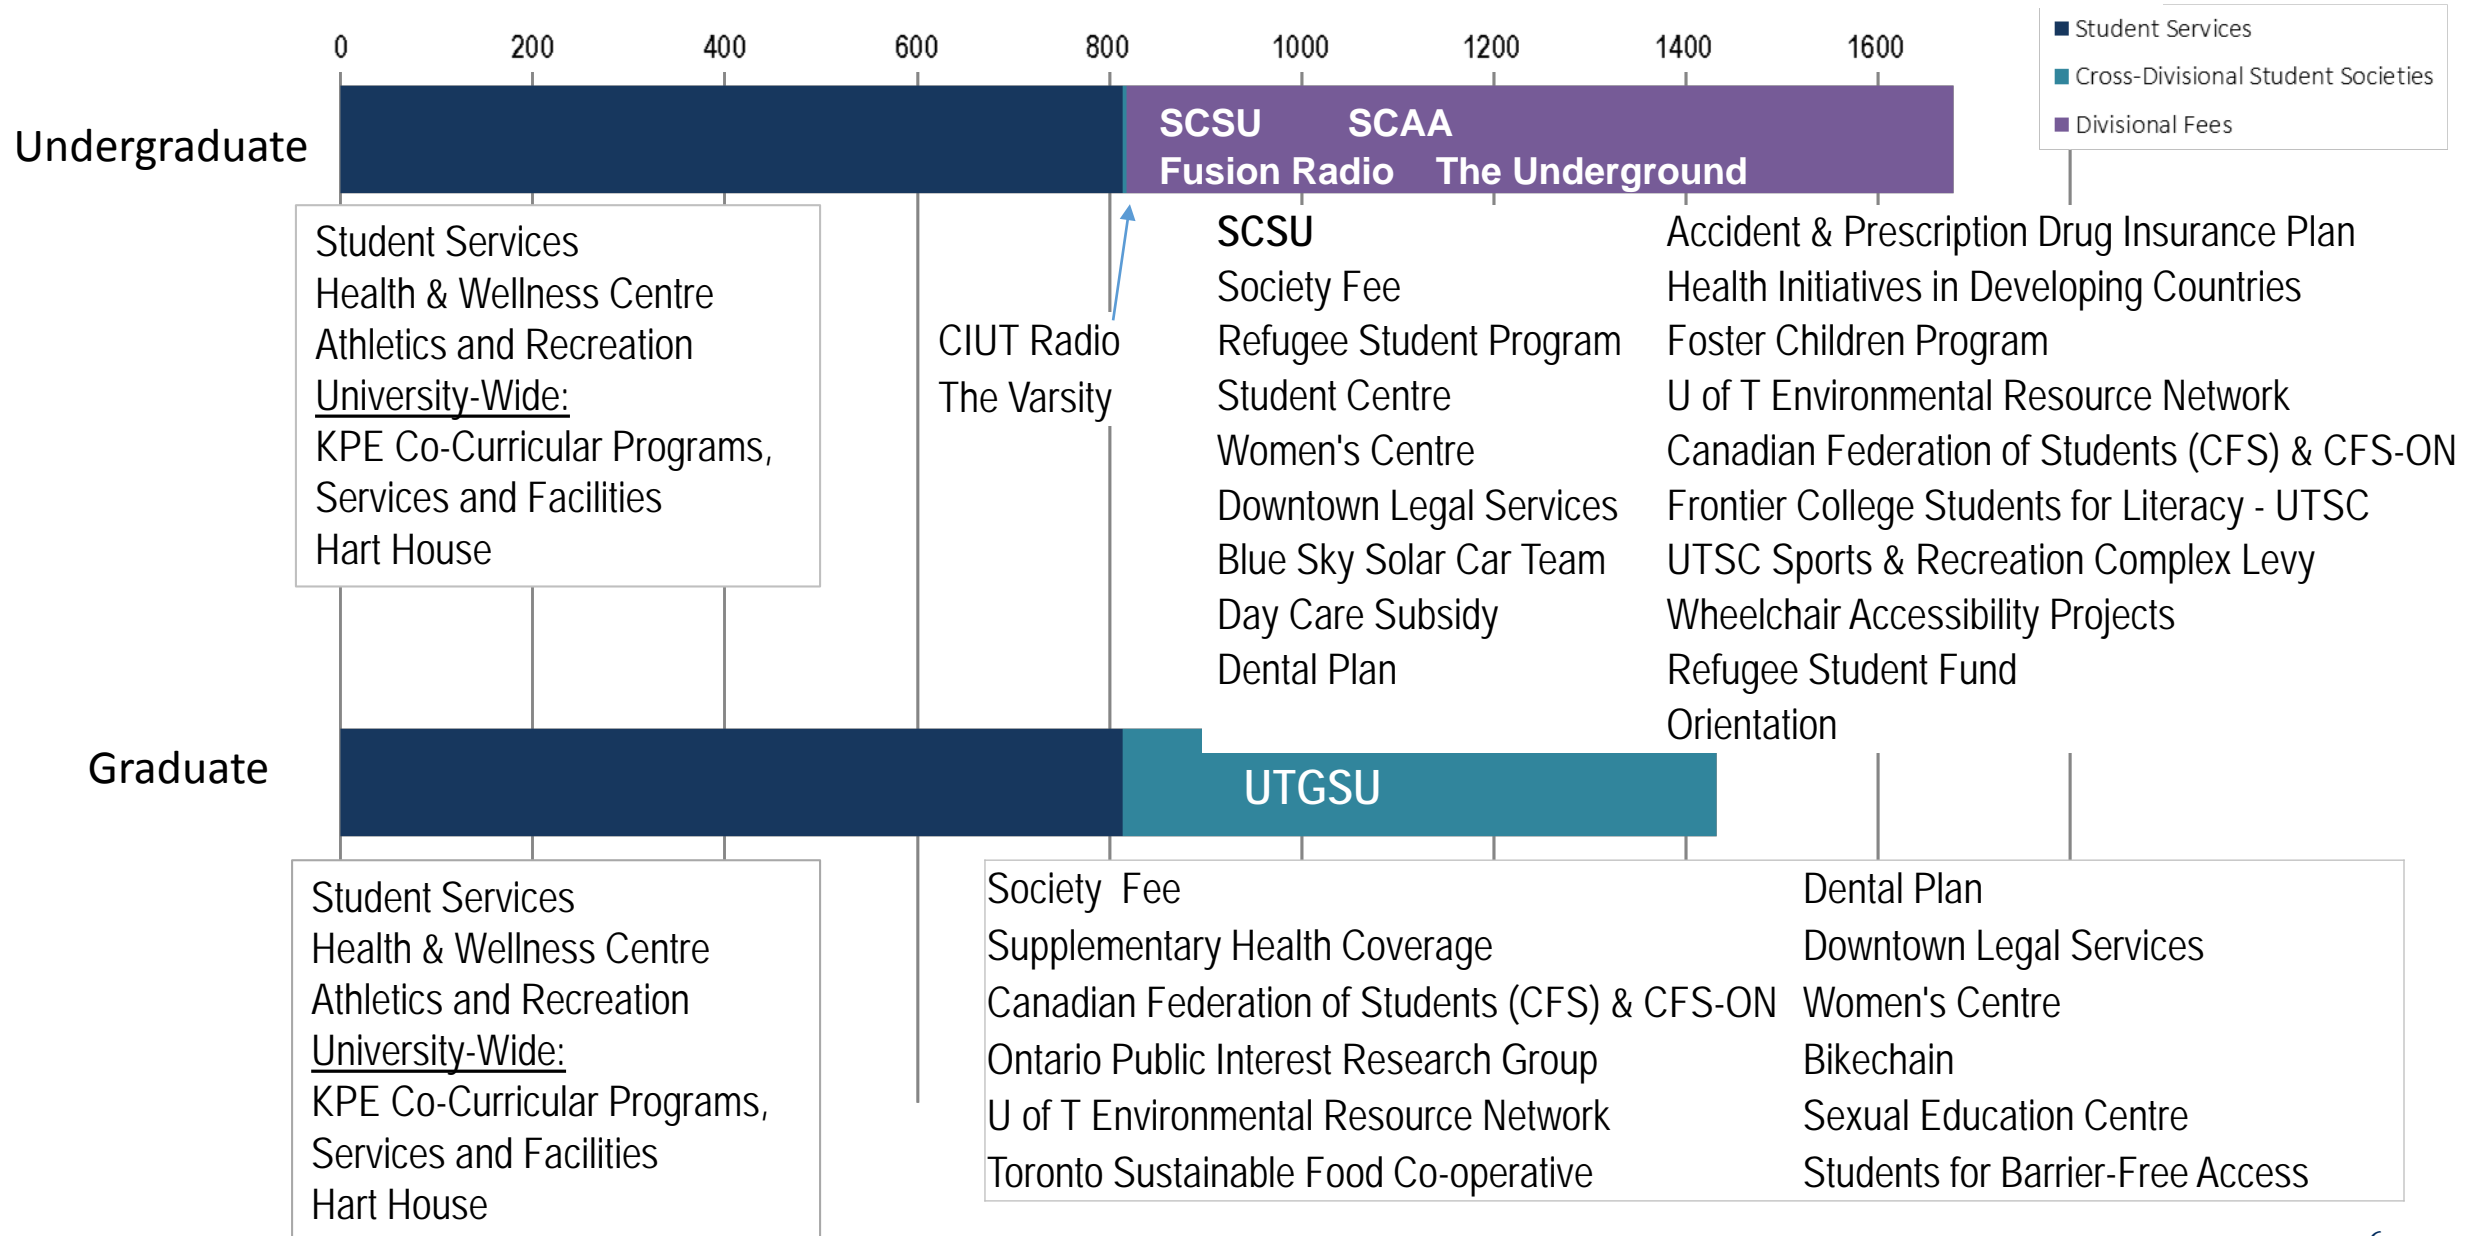 0 200 400 600 800 1000 1200 1400 1600
Student Services
Cross-Divisional Student Societies
Divisional Fees
Undergraduate
SCSU SCAA
Fusion Radio The Underground
Student Services
Health & Wellness Centre
Athletics and Recreation
University-Wide:
KPE Co-Curricular Programs,
Services and Facilities
Hart House
CIUT Radio
The Varsity
SCSU
Society Fee
Refugee Student Program
Student Centre
Women's Centre
Downtown Legal Services
Blue Sky Solar Car Team
Day Care Subsidy
Dental Plan
Accident & Prescription Drug Insurance Plan
Health Initiatives in Developing Countries
Foster Children Program
U of T Environmental Resource Network
Canadian Federation of Students (CFS) & CFS-ON
Frontier College Students for Literacy - UTSC
UTSC Sports & Recreation Complex Levy
Wheelchair Accessibility Projects
Refugee Student Fund
Orientation
Graduate
UTGSU
Student Services
Health & Wellness Centre
Athletics and Recreation
University-Wide:
KPE Co-Curricular Programs,
Services and Facilities
Hart House
Society Fee
Supplementary Health Coverage
Canadian Federation of Students (CFS) & CFS-ON
Ontario Public Interest Research Group
U of T Environmental Resource Network
Toronto Sustainable Food Co-operative
Dental Plan
Downtown Legal Services
Women's Centre
Bikechain
Sexual Education Centre
Students for Barrier-Free Access